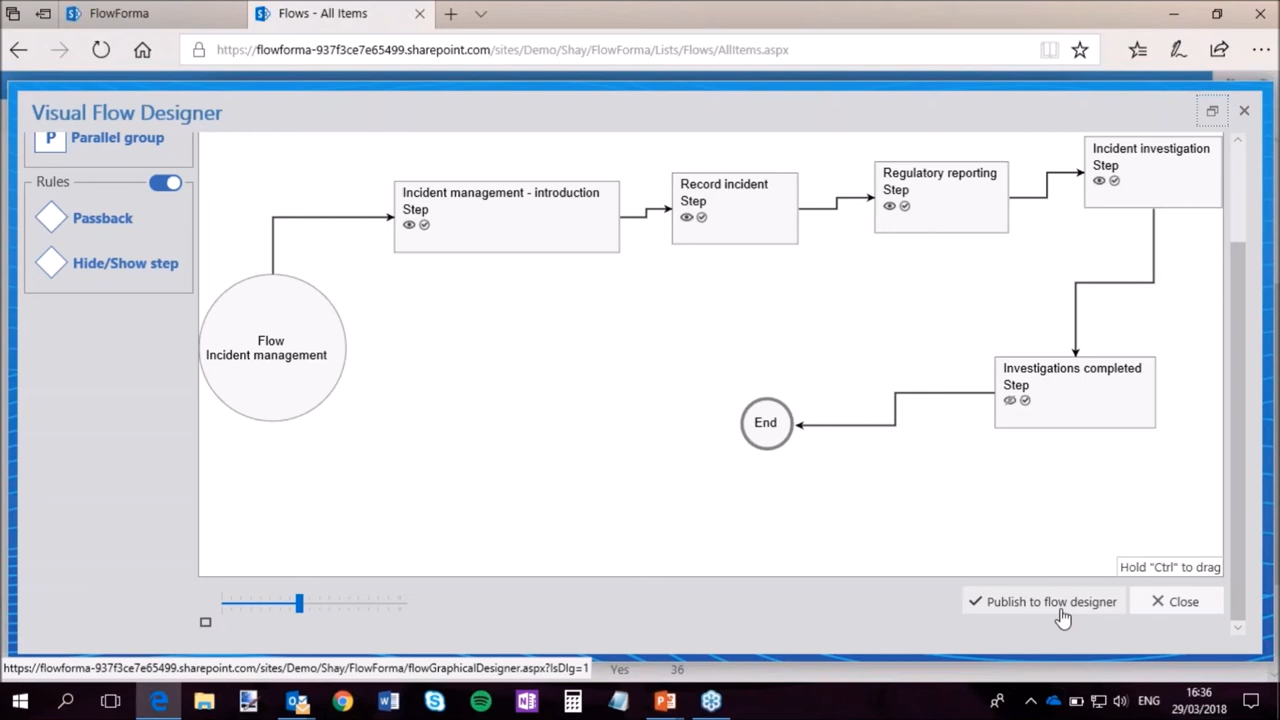 FlowForma
Flows - All Items
https://flowforma-937f3ce7e65499.sharepoint.com/sites/Demo/Shay/FlowForma/Lists/Flows/AllItems.aspx
Visual Flow Designer
P Parallel group
Rules
Passback
Hide/Show step
Flow
Incident management
Incident management - introduction
Step
Record incident
Step
Regulatory reporting
Step
Incident investigation
Step
Investigations completed
Step
End
Hold "Ctrl" to drag
Publish to flow designer
Close
https://flowforma-937f3ce7e65499.sharepoint.com/sites/Demo/Shay/FlowForma/flowGraphicalDesigner.aspx?IsDlg=1
Yes 36
ENG
16:36
29/03/2018